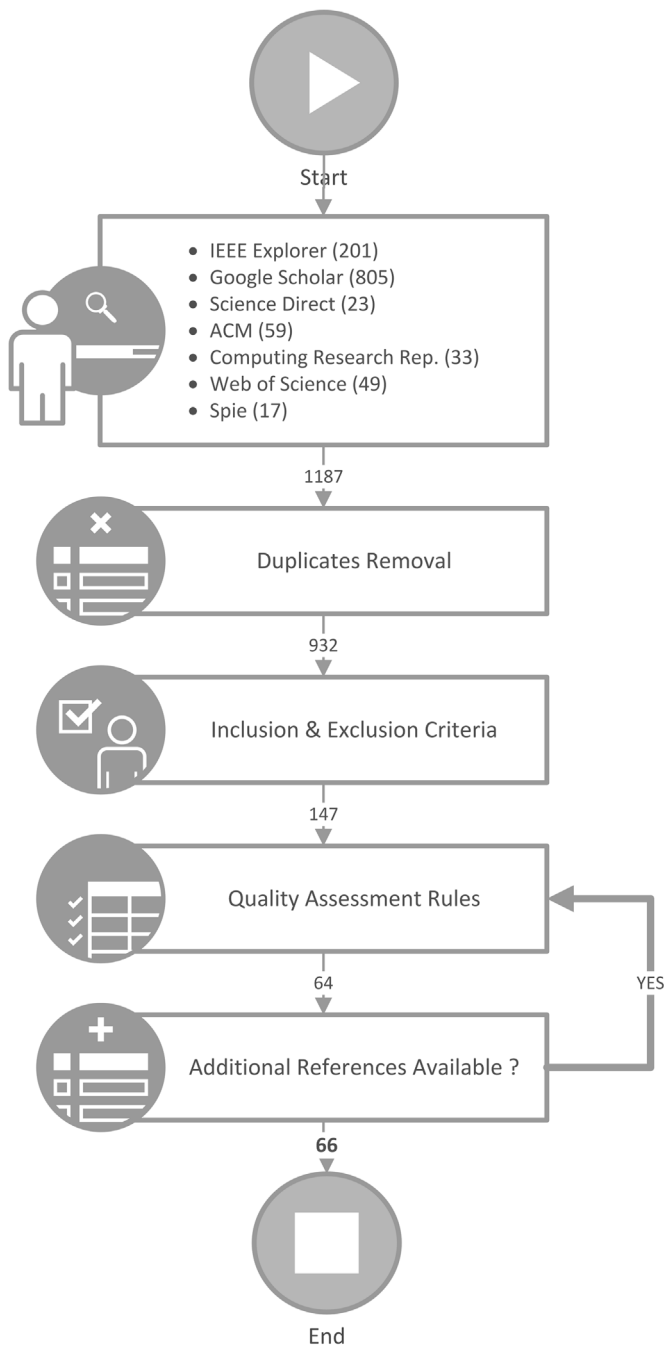 Start
• IEEE Explorer (201)
• Google Scholar (805)
• Science Direct (23)
• ACM (59)
• Computing Research Rep. (33)
• Web of Science (49)
• Spie (17)
1187
Duplicates Removal
932
Inclusion & Exclusion Criteria
147
Quality Assessment Rules
64
YES
Additional References Available ?
66
End